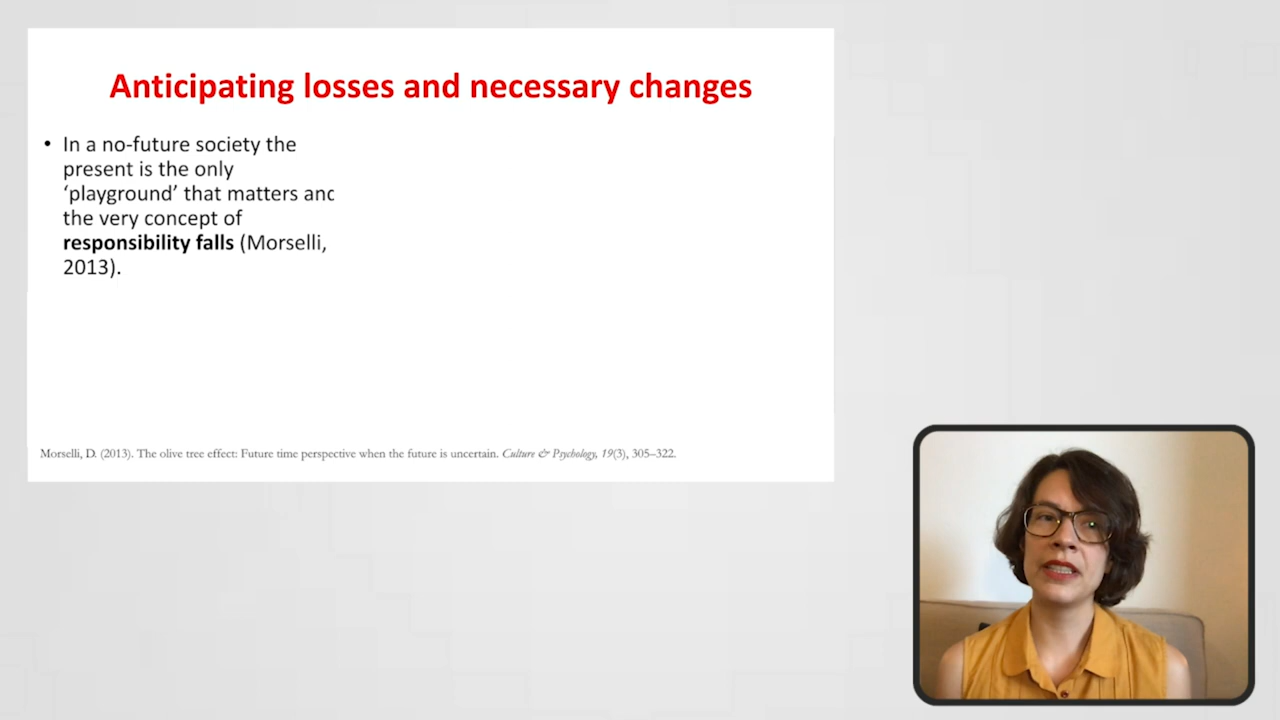 Anticipating losses and necessary changes
• In a no-future society the
present is the only
‘playground’ that matters and
the very concept of
responsibility falls (Morselli,
2013).
Morselli, D. (2013). The olive tree effect: Future time perspective when the future is uncertain. Culture & Psychology, 19(3), 305–322.